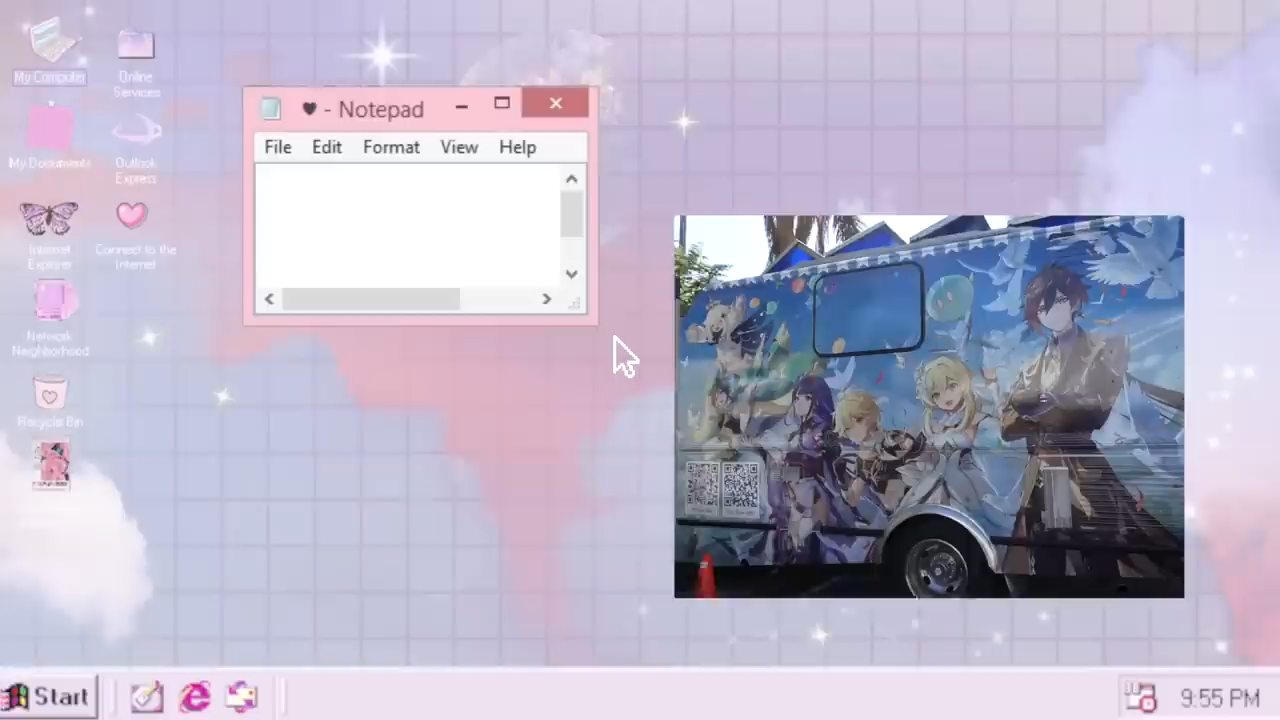 My Computer
Online
Services
My Documents
Outlook
Express
Internet
Explorer
Connect to the
Internet
Network
Neighborhood
Recycle Bin
♥ - Notepad
File Edit Format View Help
Start
9:55 PM